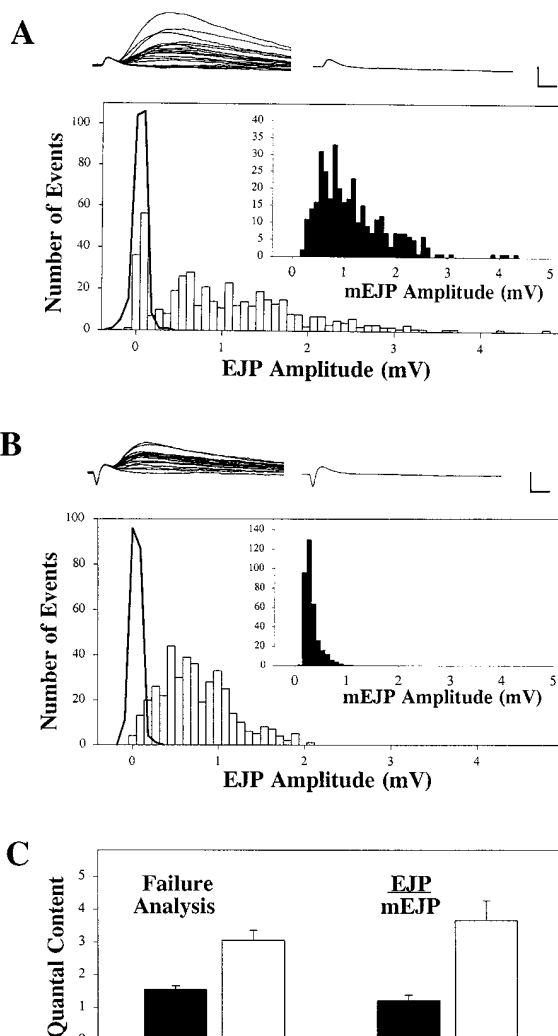 A
Number of Events
100
80
60
40
20
0
40
35
30
25
20
15
10
5
0
0 1 2 3 4 5
mEJP Amplitude (mV)
0 1 2 3 4
EJP Amplitude (mV)
B
Number of Events
100
80
60
40
20
0
140
120
100
80
60
40
20
0
0 1 2 3 4 5
mEJP Amplitude (mV)
0 1 2 3 4
EJP Amplitude (mV)
C
Quantal Content
5
4
3
2
1
0
Failure
Analysis
EJP
mEJP